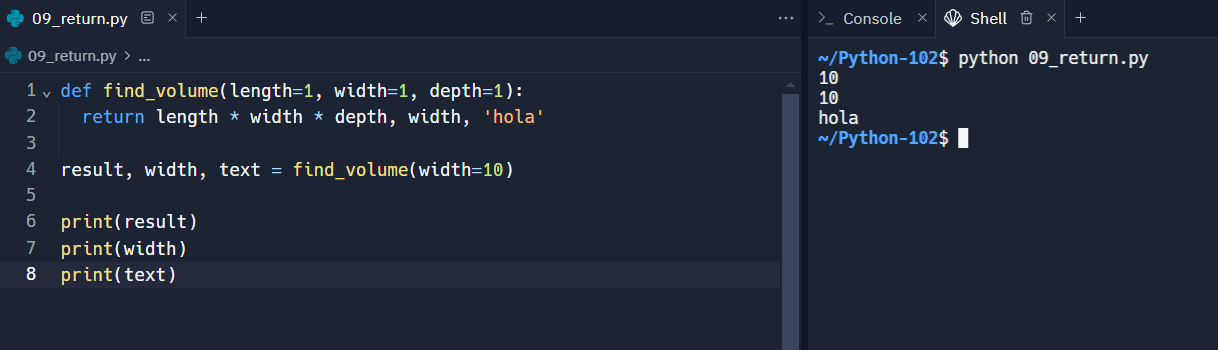 09_return.py
09_return.py > ...
1 def find_volume(length=1, width=1, depth=1):
2 return length * width * depth, width, 'hola'
3
4 result, width, text = find_volume(width=10)
5
6 print(result)
7 print(width)
8 print(text)
Console
Shell
~/Python-102$ python 09_return.py
10
10
hola
~/Python-102$